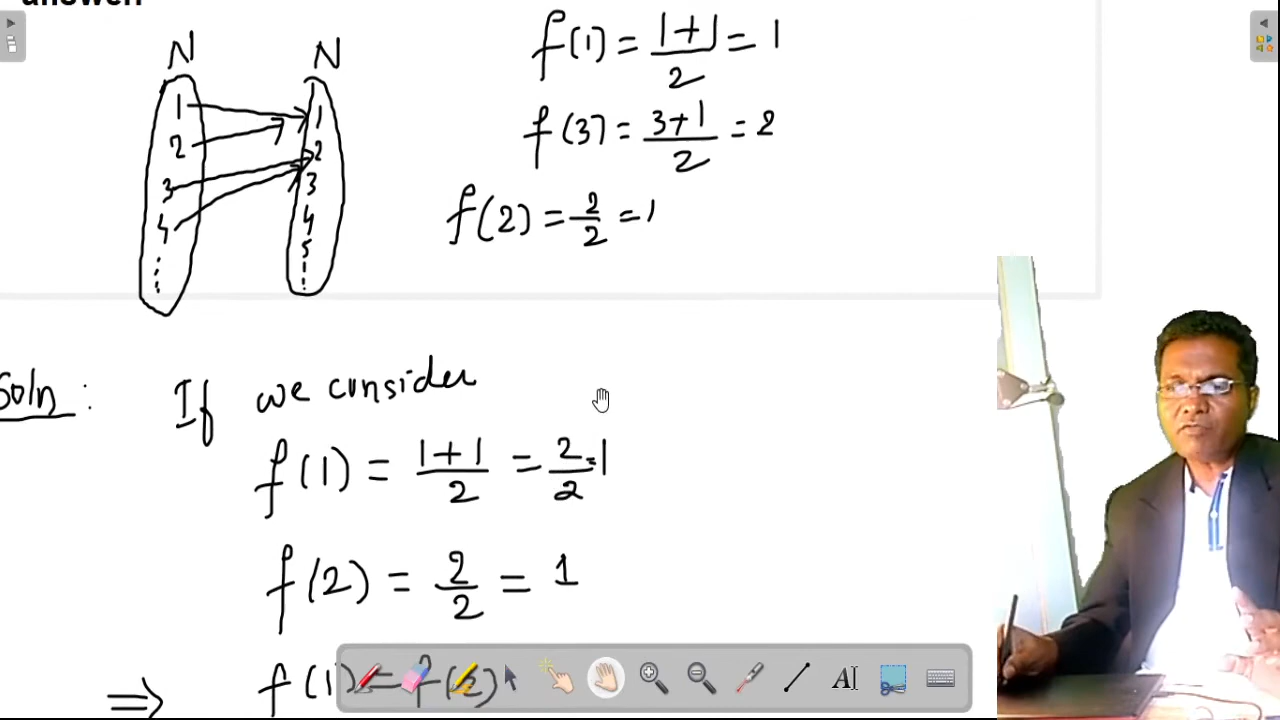 answer.
N N
1 1
2 2
3 3
4 4
5
f(1) = 1+1/2 = 1
f(3) = 3+1/2 = 2
f(2) = 2/2 = 1
Soln: If we consider
f(1) = 1+1/2 = 2/2 = 1
f(2) = 2/2 = 1
⇒ f(1) = f(2)
AI